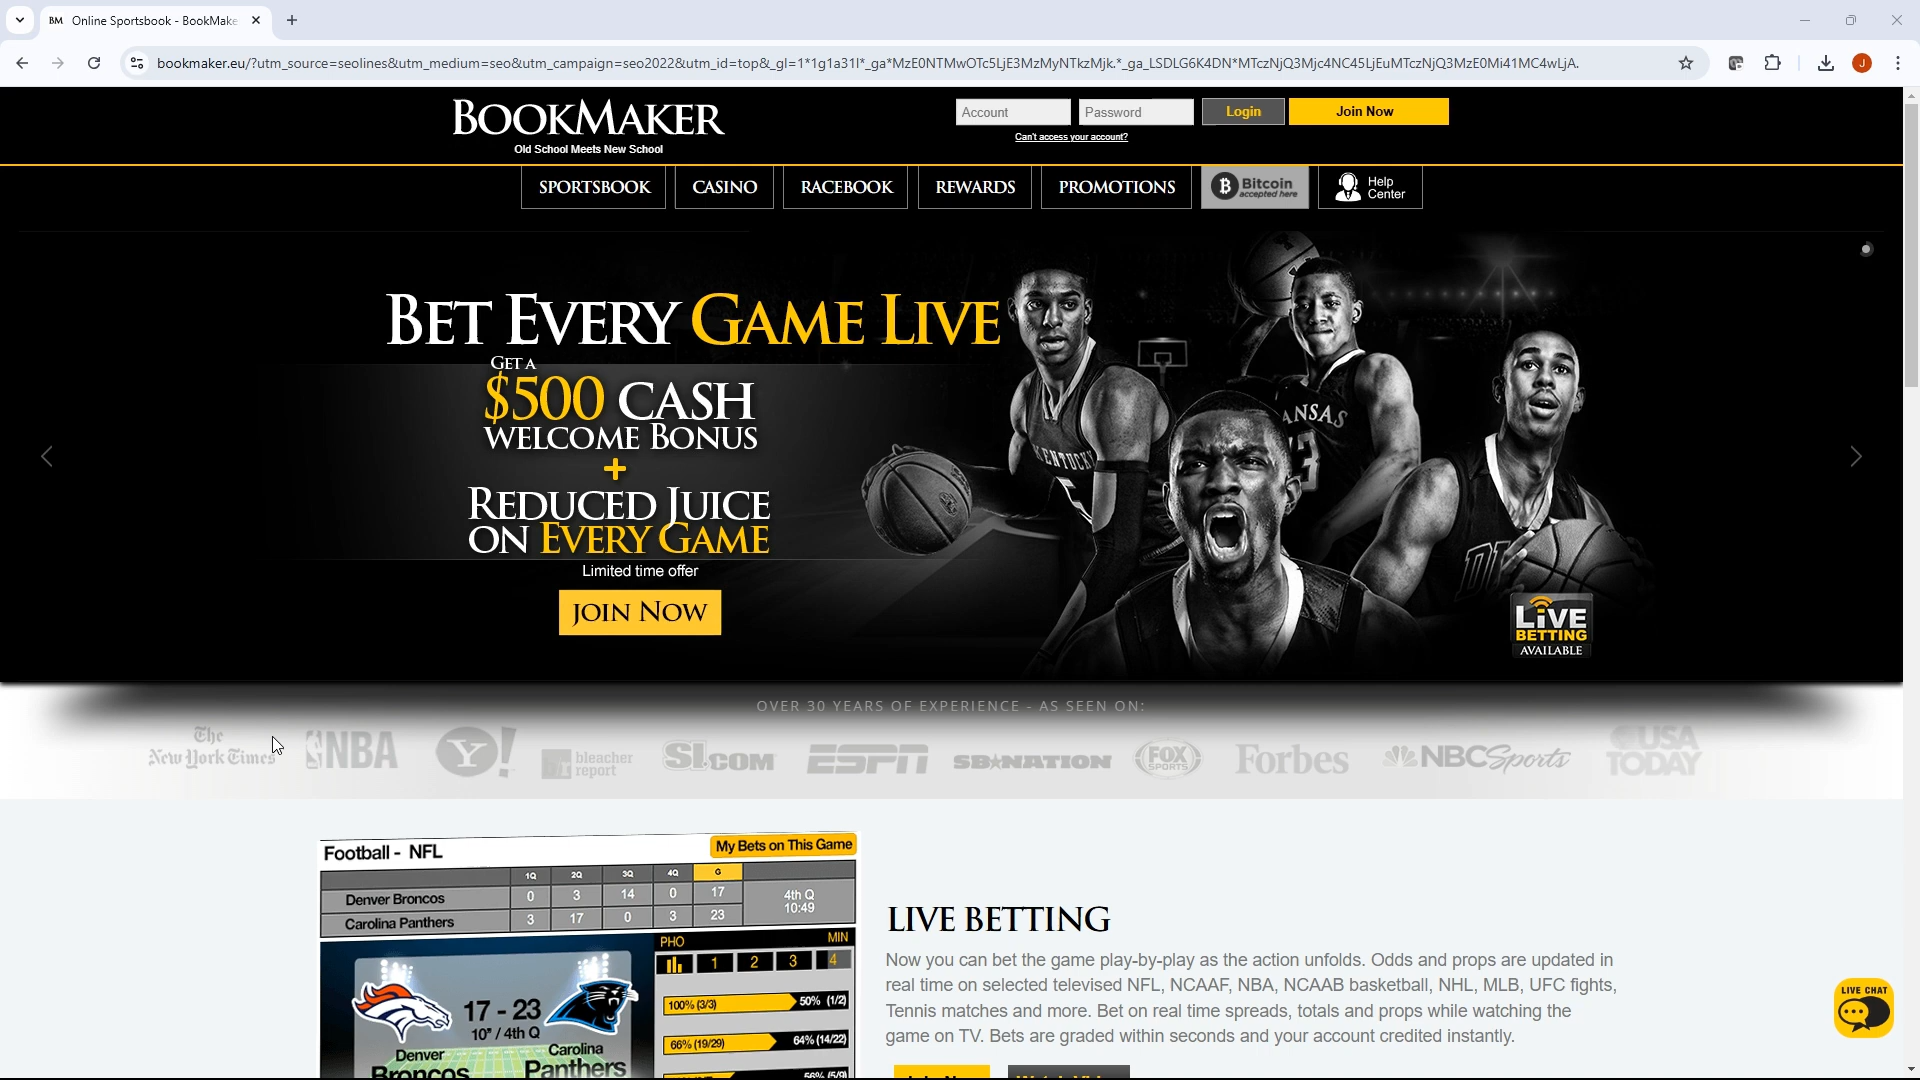 BM Online Sportsbook - BookMake
bookmaker.eu/?utm_source=seolines&utm_medium=seo&utm_campaign=seo2022&utm_id=top&_gl=1*1g1a31l*_ga*MzE0NTMwOTc5LjE3MzMyNTkzMjk.*_ga_LSDLG6K4DN*MTczNjQ3Mjc4NC45LjEuMTczNjQ3MzE0Mi41MC4wLjA.
J
BOOKMAKER
Old School Meets New School
Account Password Login Join Now
Can't access your account?
SPORTSBOOK CASINO RACEBOOK REWARDS PROMOTIONS
Bitcoin
accepted here
Help
Center
BET EVERY GAME LIVE
GET A
$500 CASH
WELCOME BONUS
+
REDUCED JUICE
ON EVERY GAME
Limited time offer
JOIN NOW
KENTUCKY
ANSAS
LIVE
BETTING
AVAILABLE
OVER 30 YEARS OF EXPERIENCE - AS SEEN ON:
The
New York Times
NBA
Y!
bleacher
report
SI.COM
ESPN
SB★NATION
FOX
SPORTS
Forbes
NBC Sports
USA
TODAY
Football - NFL My Bets on This Game
1Q 2Q 3Q 4Q G
Denver Broncos 0 3 14 0 17
Carolina Panthers 3 17 0 3 23
4th Q
10:49
PHO MIN
1 2 3 4
100% (3/3) 50% (1/2)
66% (19/29) 64% (14/22)
56% (5/9)
17 - 23
10" / 4th Q
Denver
Broncos
Carolina
Panthers
LIVE BETTING
Now you can bet the game play-by-play as the action unfolds. Odds and props are updated in
real time on selected televised NFL, NCAAF, NBA, NCAAB basketball, NHL, MLB, UFC fights,
Tennis matches and more. Bet on real time spreads, totals and props while watching the
game on TV. Bets are graded within seconds and your account credited instantly.
LIVE CHAT